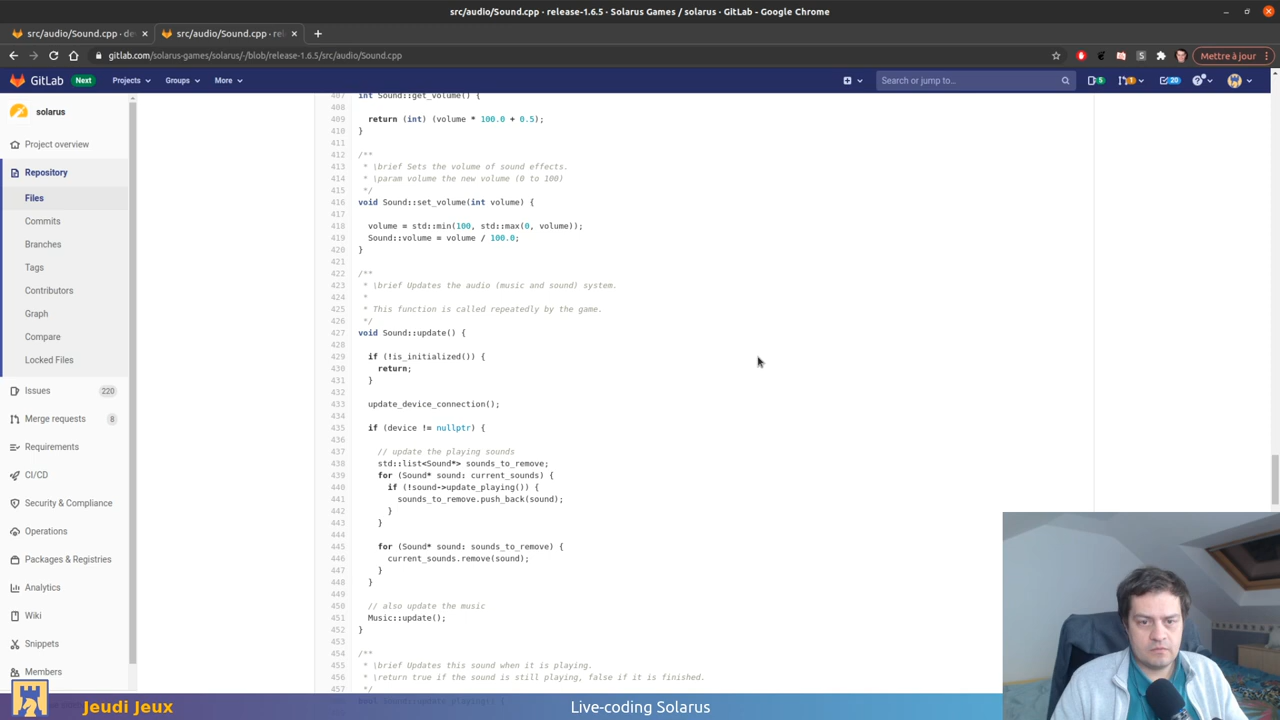 src/audio/Sound.cpp · release-1.6.5 · Solarus Games / solarus · GitLab - Google Chrome
src/audio/Sound.cpp · de
src/audio/Sound.cpp · rel
gitlab.com/solarus-games/solarus/-/blob/release-1.6.5/src/audio/Sound.cpp
Mettre à jour
GitLab Next Projects Groups More Search or jump to... 5 1 20
solarus
Project overview
Repository
Files
Commits
Branches
Tags
Contributors
Graph
Compare
Locked Files
Issues 220
Merge requests 8
Requirements
CI/CD
Security & Compliance
Operations
Packages & Registries
Analytics
Wiki
Snippets
Members
407 int Sound::get_volume() {
408
409 return (int) (volume * 100.0 + 0.5);
410 }
411
412 /**
413 * \brief Sets the volume of sound effects.
414 * \param volume the new volume (0 to 100)
415 */
416 void Sound::set_volume(int volume) {
417
418 volume = std::min(100, std::max(0, volume));
419 Sound::volume = volume / 100.0;
420 }
421
422 /**
423 * \brief Updates the audio (music and sound) system.
424 *
425 * This function is called repeatedly by the game.
426 */
427 void Sound::update() {
428
429 if (!is_initialized()) {
430 return;
431 }
432
433 update_device_connection();
434
435 if (device != nullptr) {
436
437 // update the playing sounds
438 std::list<Sound*> sounds_to_remove;
439 for (Sound* sound: current_sounds) {
440 if (!sound->update_playing()) {
441 sounds_to_remove.push_back(sound);
442 }
443 }
444
445 for (Sound* sound: sounds_to_remove) {
446 current_sounds.remove(sound);
447 }
448 }
449
450 // also update the music
451 Music::update();
452 }
453
454 /**
455 * \brief Updates this sound when it is playing.
456 * \return true if the sound is still playing, false if it is finished.
457 */
Jeudi Jeux
Live-coding Solarus